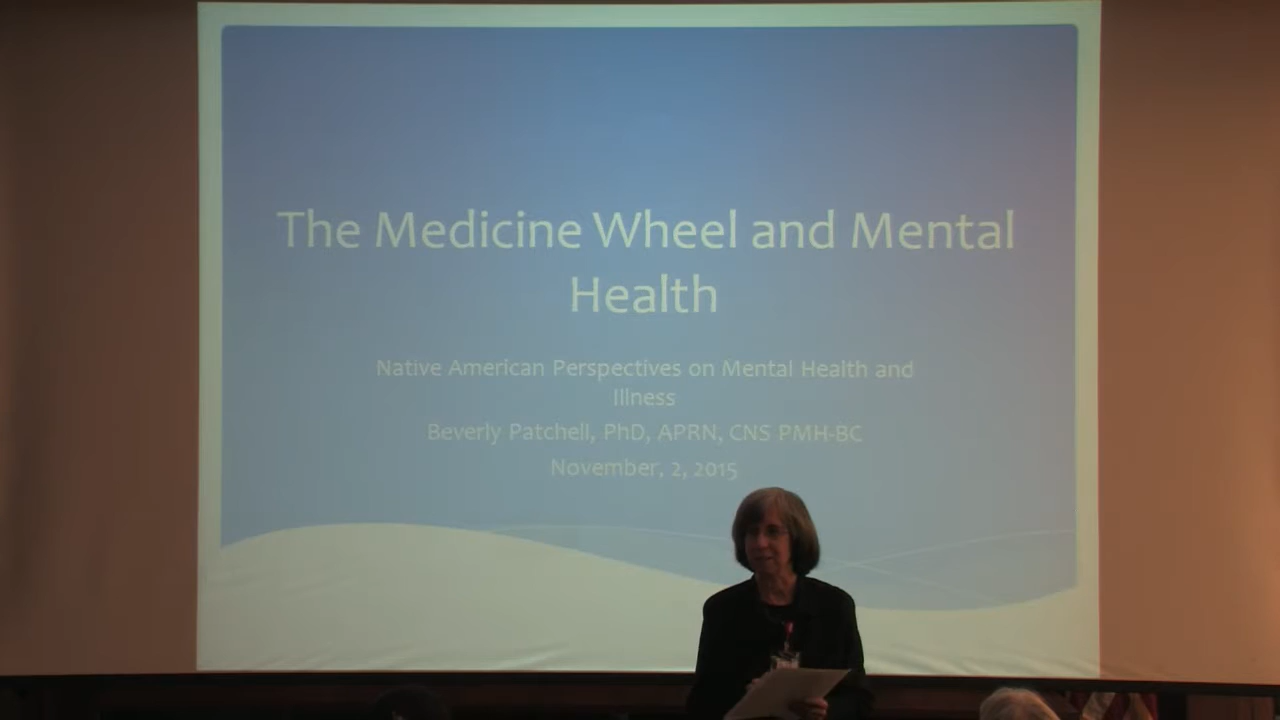 The Medicine Wheel and Mental
Health
Native American Perspectives on Mental Health and
Illness
Beverly Patchell, PhD, APRN, CNS PMH-BC
November, 2, 2015